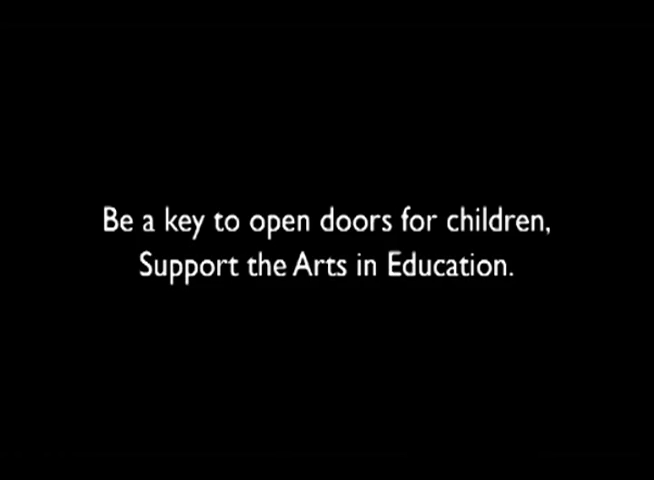 Be a key to open doors for children,
Support the Arts in Education.